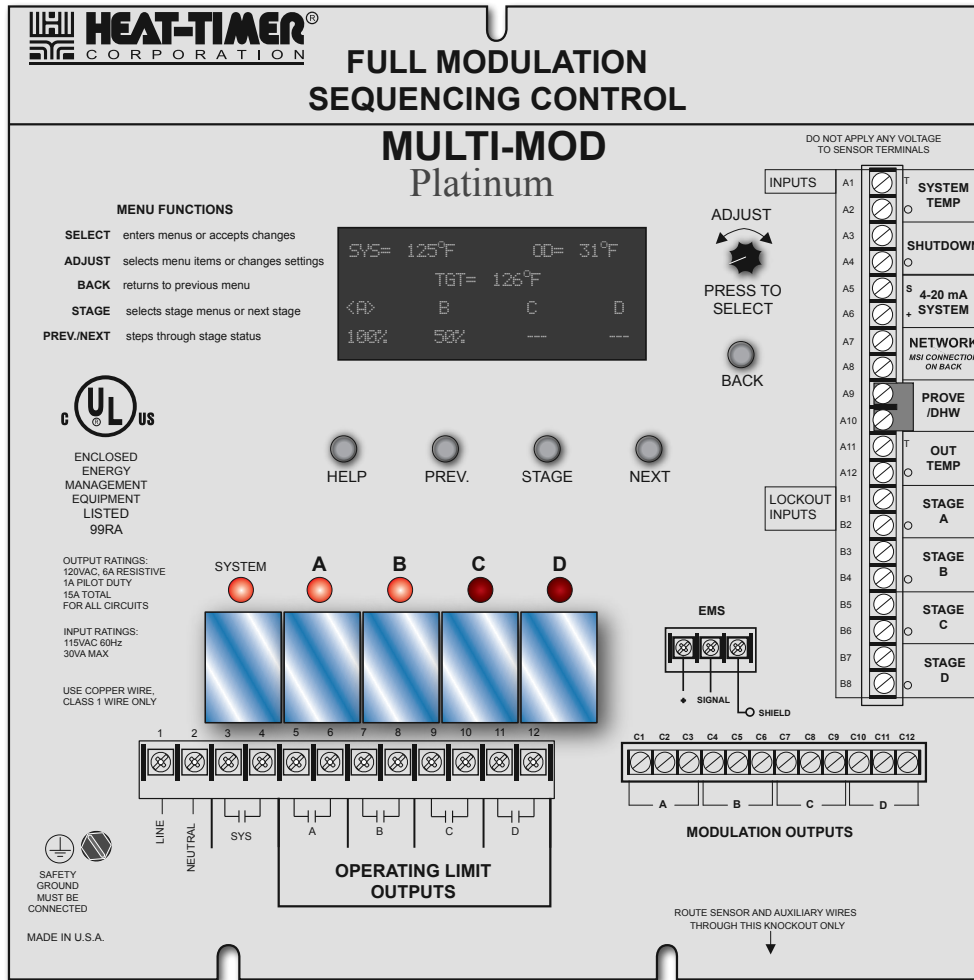 HEAT-TIMER®
CORPORATION
FULL MODULATION
SEQUENCING CONTROL
MULTI-MOD
Platinum
MENU FUNCTIONS
SELECT enters menus or accepts changes
ADJUST selects menu items or changes settings
BACK returns to previous menu
STAGE selects stage menus or next stage
PREV./NEXT steps through stage status
SYS= 125°F OD= 31°F
TGT= 126°F
<A> B C D
100% 50% --- ---
ADJUST
PRESS TO
SELECT
BACK
HELP PREV. STAGE NEXT
C UL® US
ENCLOSED
ENERGY
MANAGEMENT
EQUIPMENT
LISTED
99RA
OUTPUT RATINGS:
120VAC, 6A RESISTIVE
1A PILOT DUTY
15A TOTAL
FOR ALL CIRCUITS
INPUT RATINGS:
115VAC 60Hz
30VA MAX
USE COPPER WIRE,
CLASS 1 WIRE ONLY
SYSTEM A B C D
1 2 3 4 5 6 7 8 9 10 11 12
LINE
NEUTRAL
SYS A B C D
OPERATING LIMIT
OUTPUTS
SAFETY
GROUND
MUST BE
CONNECTED
MADE IN U.S.A.
DO NOT APPLY ANY VOLTAGE
TO SENSOR TERMINALS
INPUTS
A1 T
A2
SYSTEM
TEMP
A3
A4
SHUTDOWN
A5 S
A6 +
4-20 mA
SYSTEM
A7
A8
NETWORK
MSI CONNECTION
ON BACK
A9
A10
PROVE
/DHW
A11 T
A12
OUT
TEMP
LOCKOUT
INPUTS
B1
B2
STAGE
A
B3
B4
STAGE
B
B5
B6
STAGE
C
B7
B8
STAGE
D
EMS
SIGNAL
SHIELD
C1 C2 C3 C4 C5 C6 C7 C8 C9 C10 C11 C12
A B C D
MODULATION OUTPUTS
ROUTE SENSOR AND AUXILIARY WIRES
THROUGH THIS KNOCKOUT ONLY